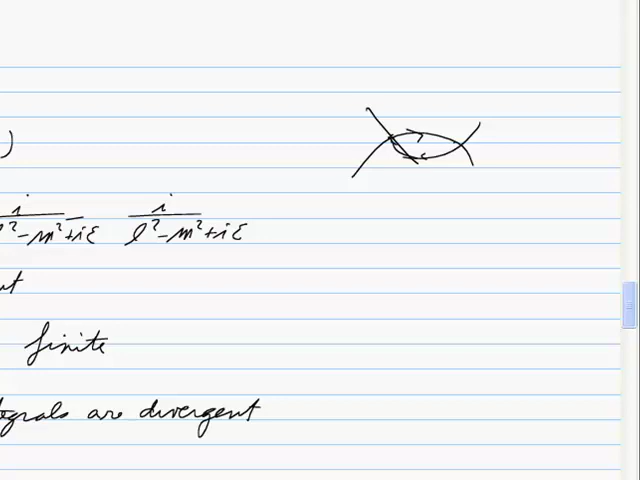 )
i/l²-m²+iε i/l²-m²+iε
finite
are divergent